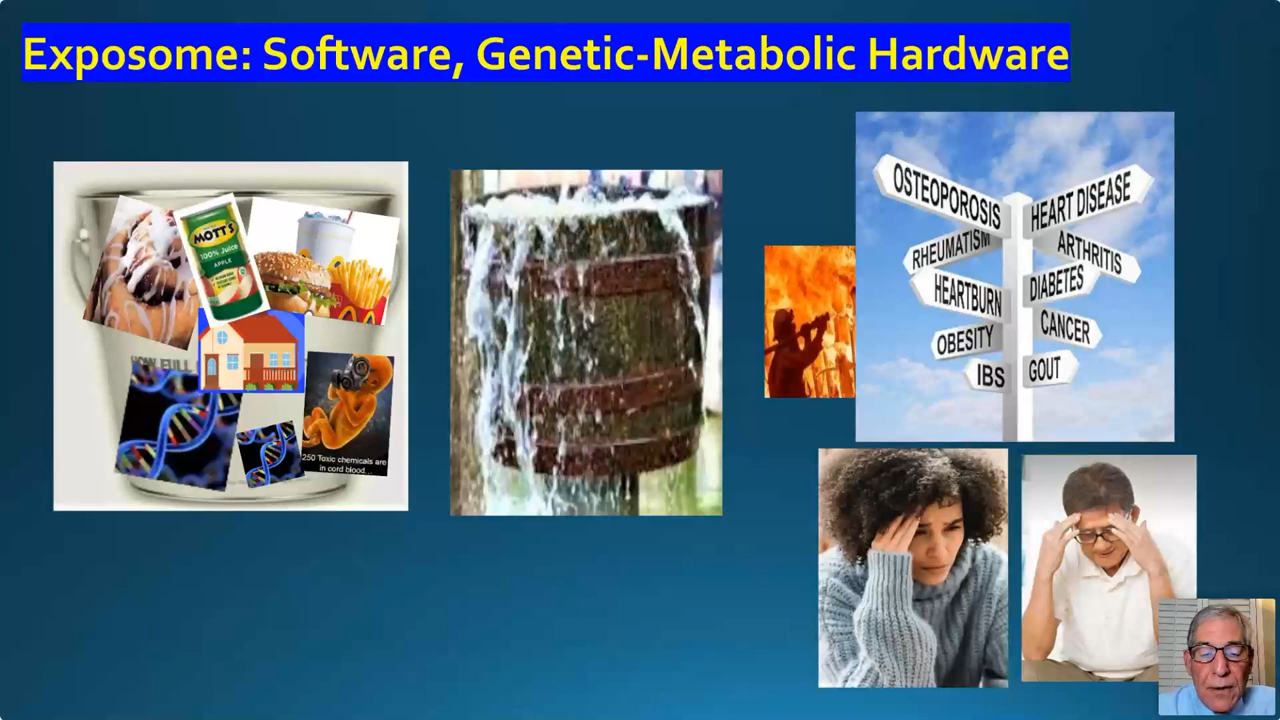 Exposome: Software, Genetic-Metabolic Hardware
MOTT'S
100% Juice
APPLE
250 Toxic chemicals are
in cord blood...
OSTEOPOROSIS
HEART DISEASE
RHEUMATISM
ARTHRITIS
HEARTBURN
DIABETES
OBESITY
CANCER
IBS
GOUT